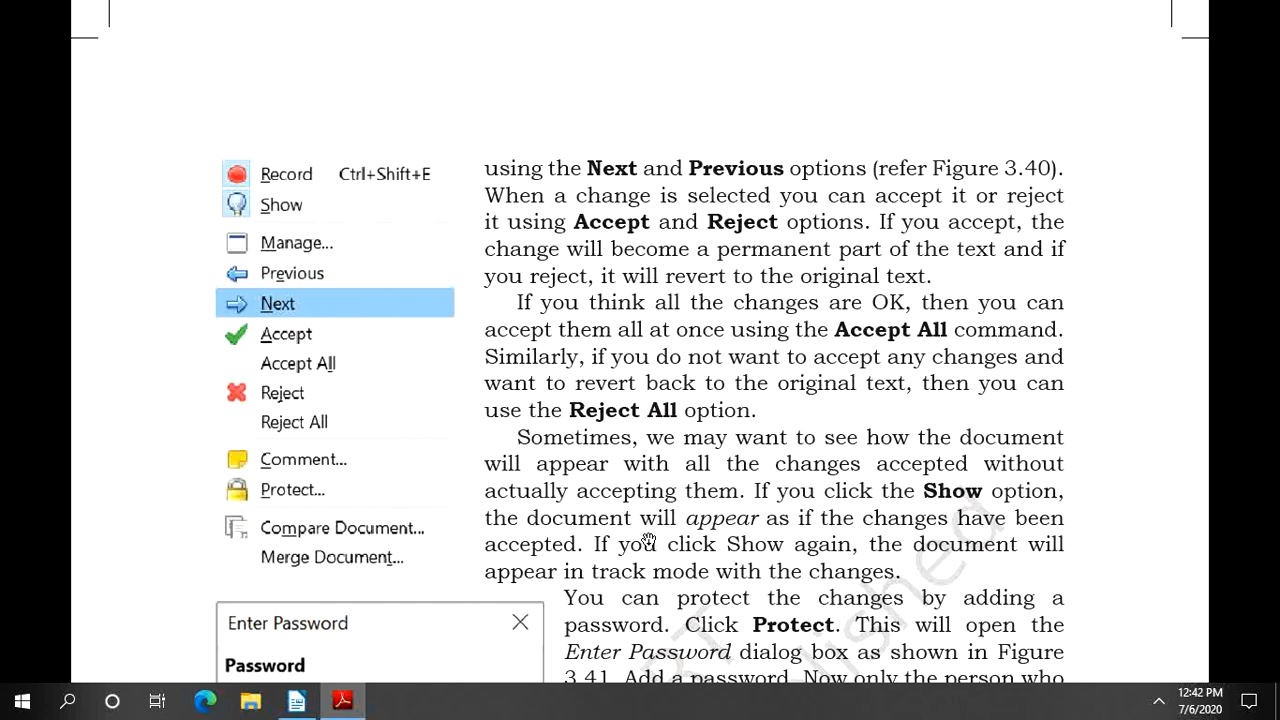 Record Ctrl+Shift+E
Show
Manage...
Previous
Next
Accept
Accept All
Reject
Reject All
Comment...
Protect...
Compare Document...
Merge Document...
Enter Password
Password
using the Next and Previous options (refer Figure 3.40).
When a change is selected you can accept it or reject
it using Accept and Reject options. If you accept, the
change will become a permanent part of the text and if
you reject, it will revert to the original text.
If you think all the changes are OK, then you can
accept them all at once using the Accept All command.
Similarly, if you do not want to accept any changes and
want to revert back to the original text, then you can
use the Reject All option.
Sometimes, we may want to see how the document
will appear with all the changes accepted without
actually accepting them. If you click the Show option,
the document will appear as if the changes have been
accepted. If you click Show again, the document will
appear in track mode with the changes.
You can protect the changes by adding a
password. Click Protect. This will open the
Enter Password dialog box as shown in Figure
3.41. Add a password. Now only the person who
12:42 PM
7/6/2020